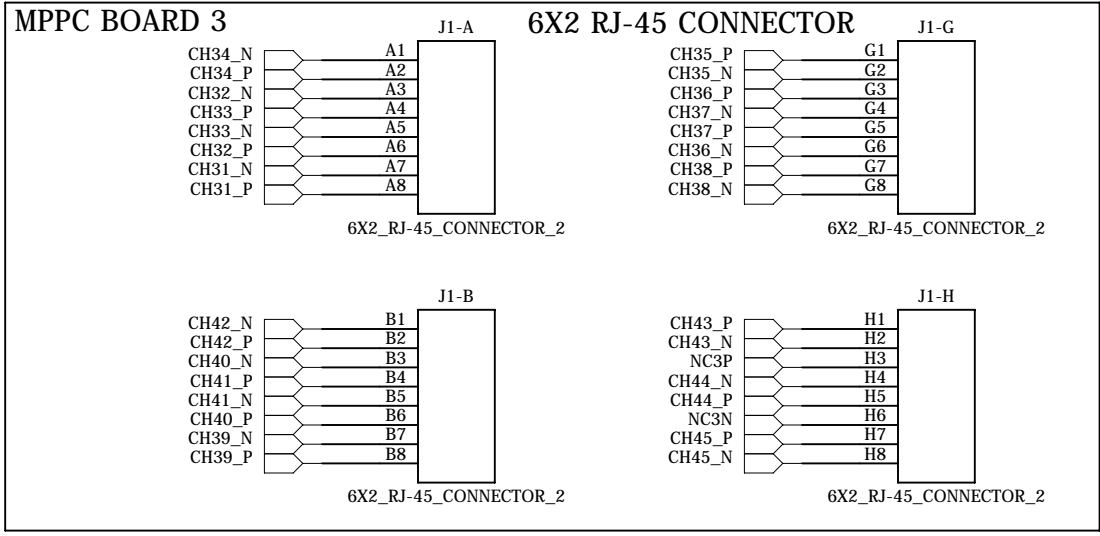 MPPC BOARD 3
6X2 RJ-45 CONNECTOR
J1-A
CH34_N A1
CH34_P A2
CH32_N A3
CH33_P A4
CH33_N A5
CH32_P A6
CH31_N A7
CH31_P A8
6X2_RJ-45_CONNECTOR_2
J1-G
CH35_P G1
CH35_N G2
CH36_P G3
CH37_N G4
CH37_P G5
CH36_N G6
CH38_P G7
CH38_N G8
6X2_RJ-45_CONNECTOR_2
J1-B
CH42_N B1
CH42_P B2
CH40_N B3
CH41_P B4
CH41_N B5
CH40_P B6
CH39_N B7
CH39_P B8
6X2_RJ-45_CONNECTOR_2
J1-H
CH43_P H1
CH43_N H2
NC3P H3
CH44_N H4
CH44_P H5
NC3N H6
CH45_P H7
CH45_N H8
6X2_RJ-45_CONNECTOR_2